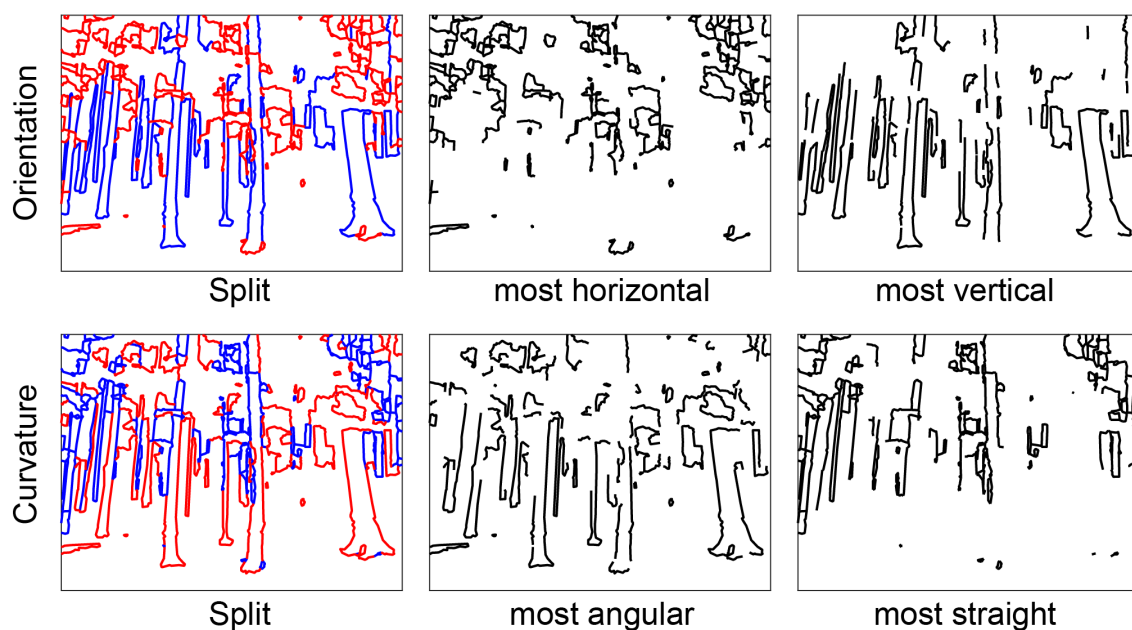 Orientation
Split
most horizontal
most vertical
Curvature
Split
most angular
most straight